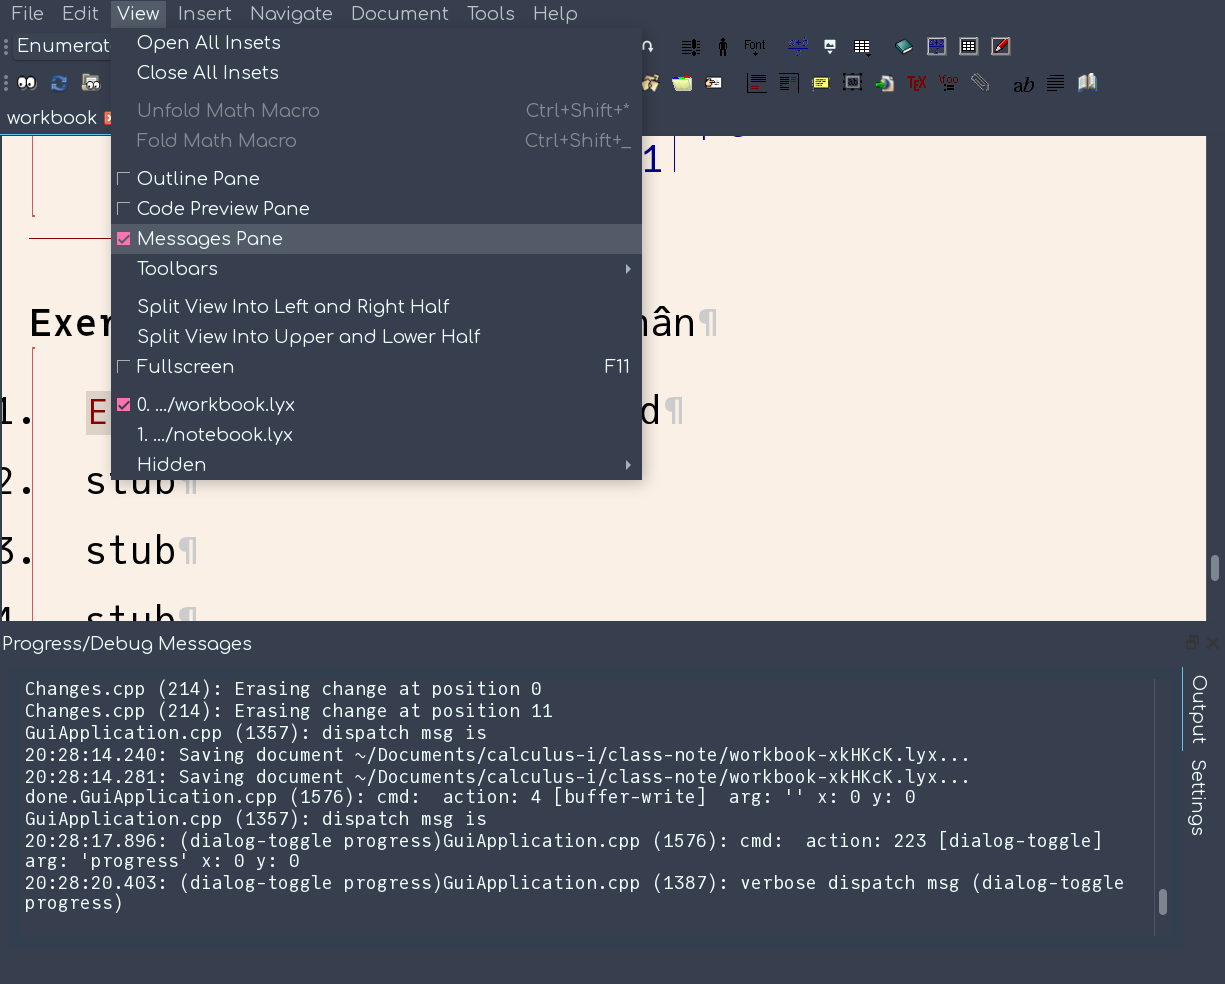 File Edit View Insert Navigate Document Tools Help
Enumerat
Font
workbook
Open All Insets
Close All Insets
Unfold Math Macro Ctrl+Shift+*
Fold Math Macro Ctrl+Shift+_
Outline Pane
Code Preview Pane
Messages Pane
Toolbars
Split View Into Left and Right Half
Split View Into Upper and Lower Half
Fullscreen F11
0. .../workbook.lyx
1. .../notebook.lyx
Hidden
TEX
\foo
ab
1
Exer
hân¶
1. E d¶
2. stub¶
3. stub¶
4. stub¶
Progress/Debug Messages
Changes.cpp (214): Erasing change at position 0
Changes.cpp (214): Erasing change at position 11
GuiApplication.cpp (1357): dispatch msg is
20:28:14.240: Saving document ~/Documents/calculus-i/class-note/workbook-xkHKcK.lyx...
20:28:14.281: Saving document ~/Documents/calculus-i/class-note/workbook-xkHKcK.lyx...
done.GuiApplication.cpp (1576): cmd:  action: 4 [buffer-write]  arg: '' x: 0 y: 0
GuiApplication.cpp (1357): dispatch msg is
20:28:17.896: (dialog-toggle progress)GuiApplication.cpp (1576): cmd:  action: 223 [dialog-toggle]
arg: 'progress' x: 0 y: 0
20:28:20.403: (dialog-toggle progress)GuiApplication.cpp (1387): verbose dispatch msg (dialog-toggle
progress)
Output
Settings